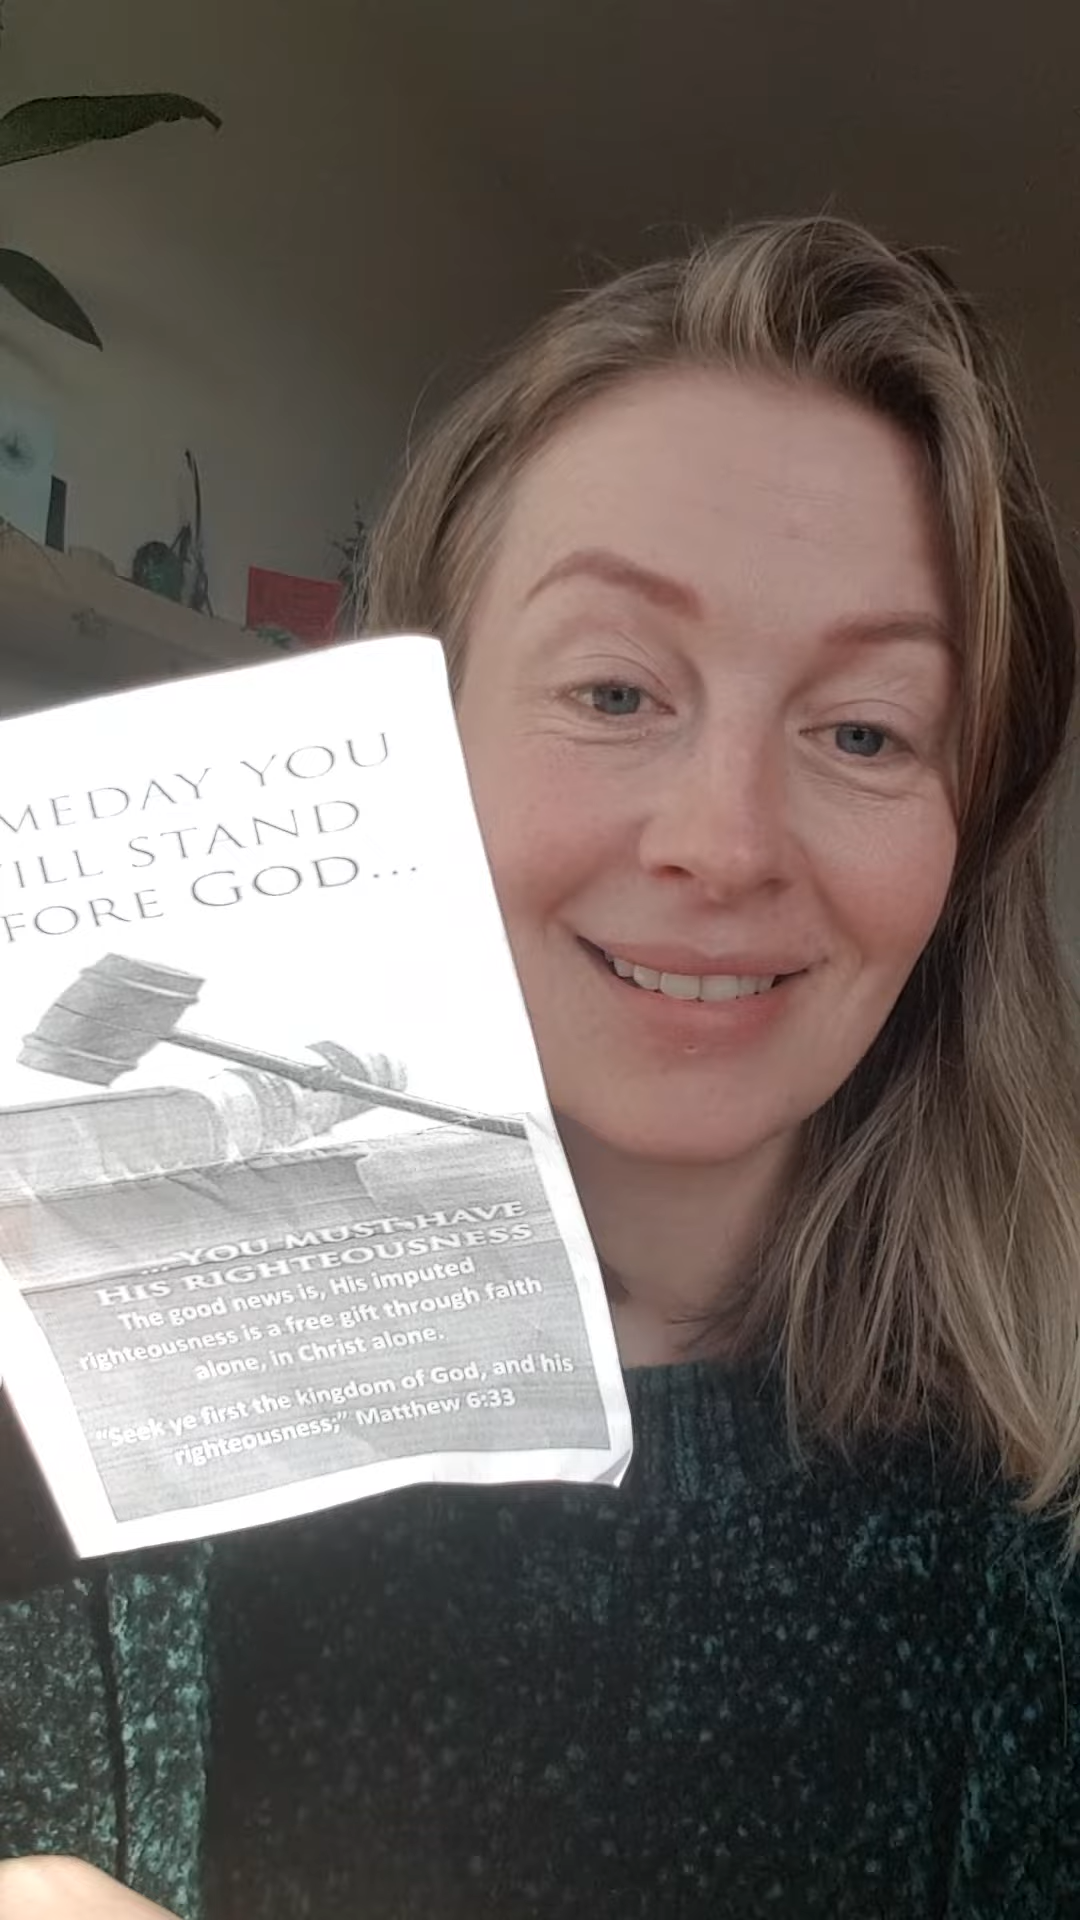 MEDAY YOU
ILL STAND
FORE GOD...
... YOU MUST HAVE
HIS RIGHTEOUSNESS
The good news is, His imputed
righteousness is a free gift through faith
alone, in Christ alone.
"Seek ye first the kingdom of God, and his
righteousness;" Matthew 6:33